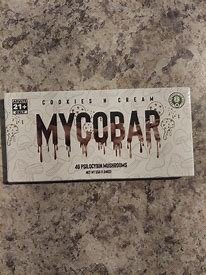 COOKIES N CREAM
21+
MYCOBAR
4G PSILOCYBIN MUSHROOMS